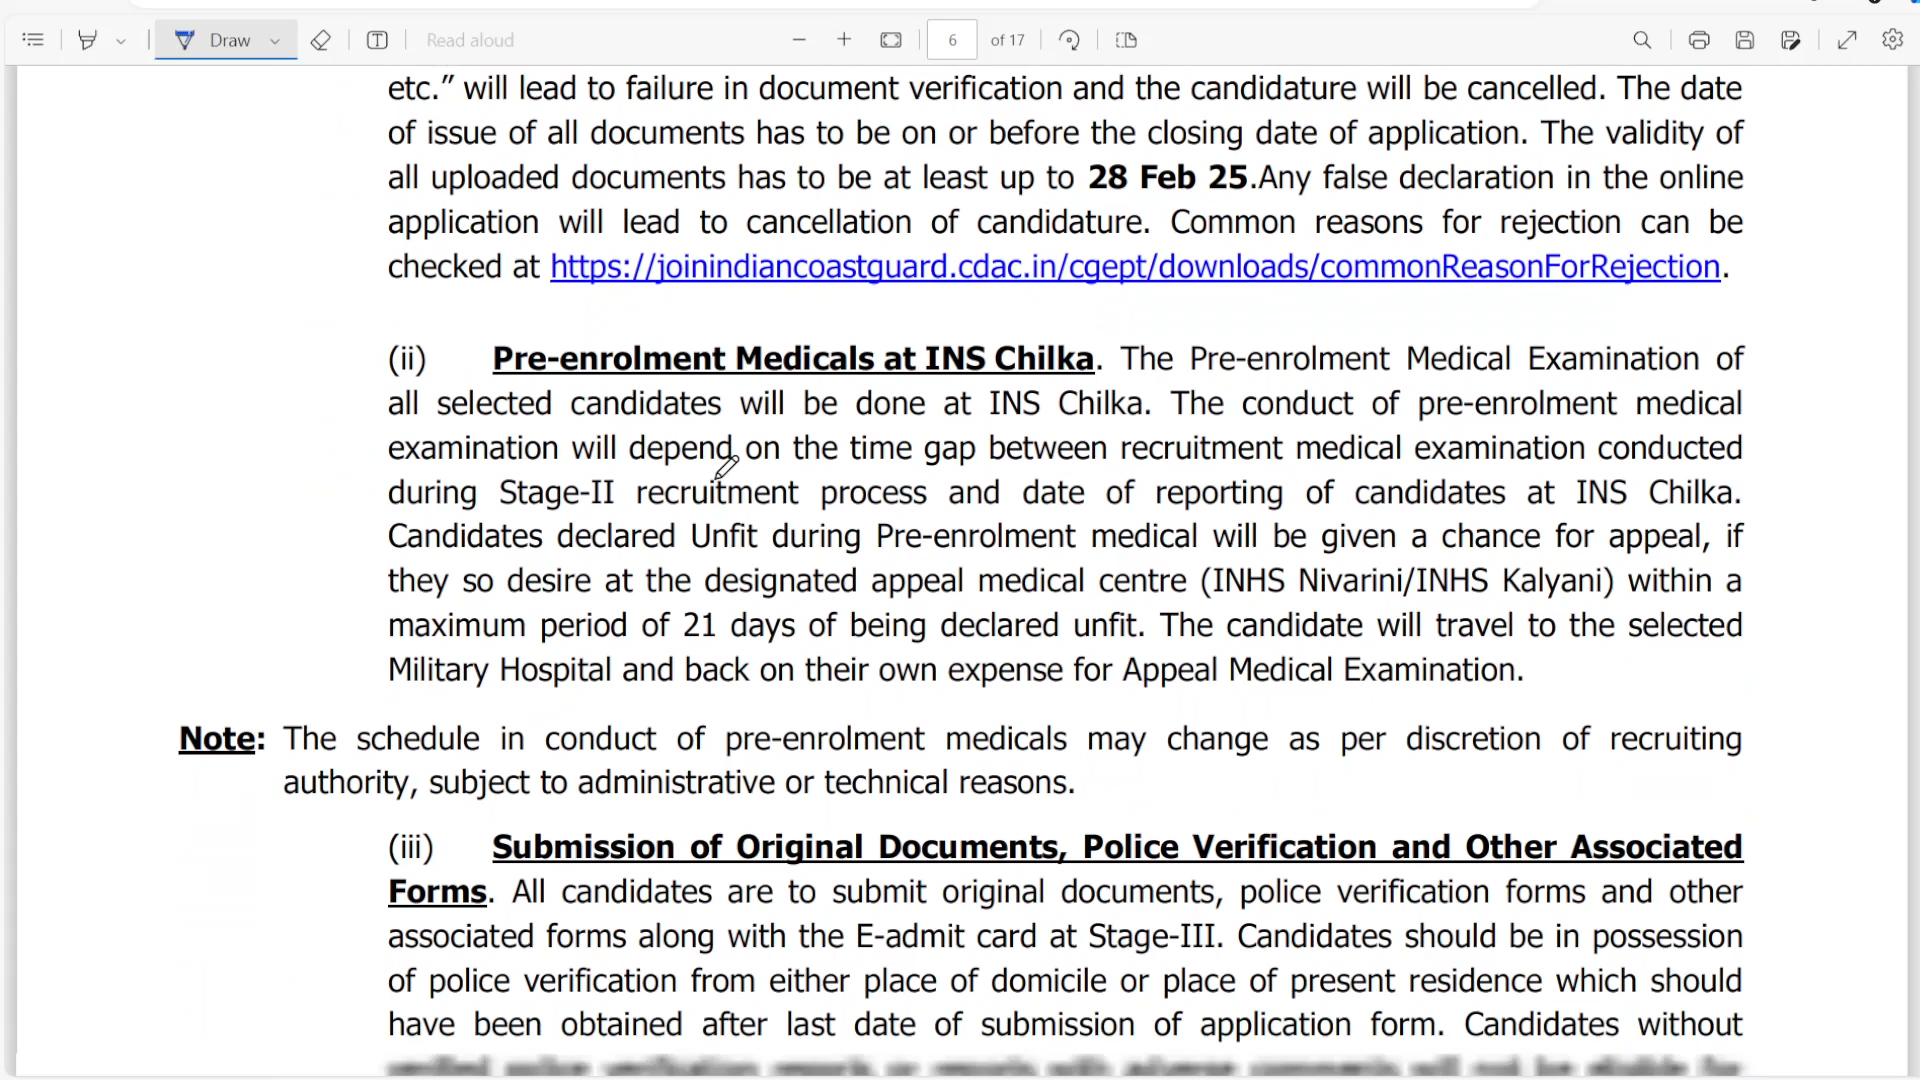 Draw
Read aloud
6 of 17
etc.” will lead to failure in document verification and the candidature will be cancelled. The date
of issue of all documents has to be on or before the closing date of application. The validity of
all uploaded documents has to be at least up to 28 Feb 25.Any false declaration in the online
application will lead to cancellation of candidature. Common reasons for rejection can be
checked at https://joinindiancoastguard.cdac.in/cgept/downloads/commonReasonForRejection.
(ii) Pre-enrolment Medicals at INS Chilka. The Pre-enrolment Medical Examination of
all selected candidates will be done at INS Chilka. The conduct of pre-enrolment medical
examination will depend on the time gap between recruitment medical examination conducted
during Stage-II recruitment process and date of reporting of candidates at INS Chilka.
Candidates declared Unfit during Pre-enrolment medical will be given a chance for appeal, if
they so desire at the designated appeal medical centre (INHS Nivarini/INHS Kalyani) within a
maximum period of 21 days of being declared unfit. The candidate will travel to the selected
Military Hospital and back on their own expense for Appeal Medical Examination.
Note: The schedule in conduct of pre-enrolment medicals may change as per discretion of recruiting
authority, subject to administrative or technical reasons.
(iii) Submission of Original Documents, Police Verification and Other Associated
Forms. All candidates are to submit original documents, police verification forms and other
associated forms along with the E-admit card at Stage-III. Candidates should be in possession
of police verification from either place of domicile or place of present residence which should
have been obtained after last date of submission of application form. Candidates without